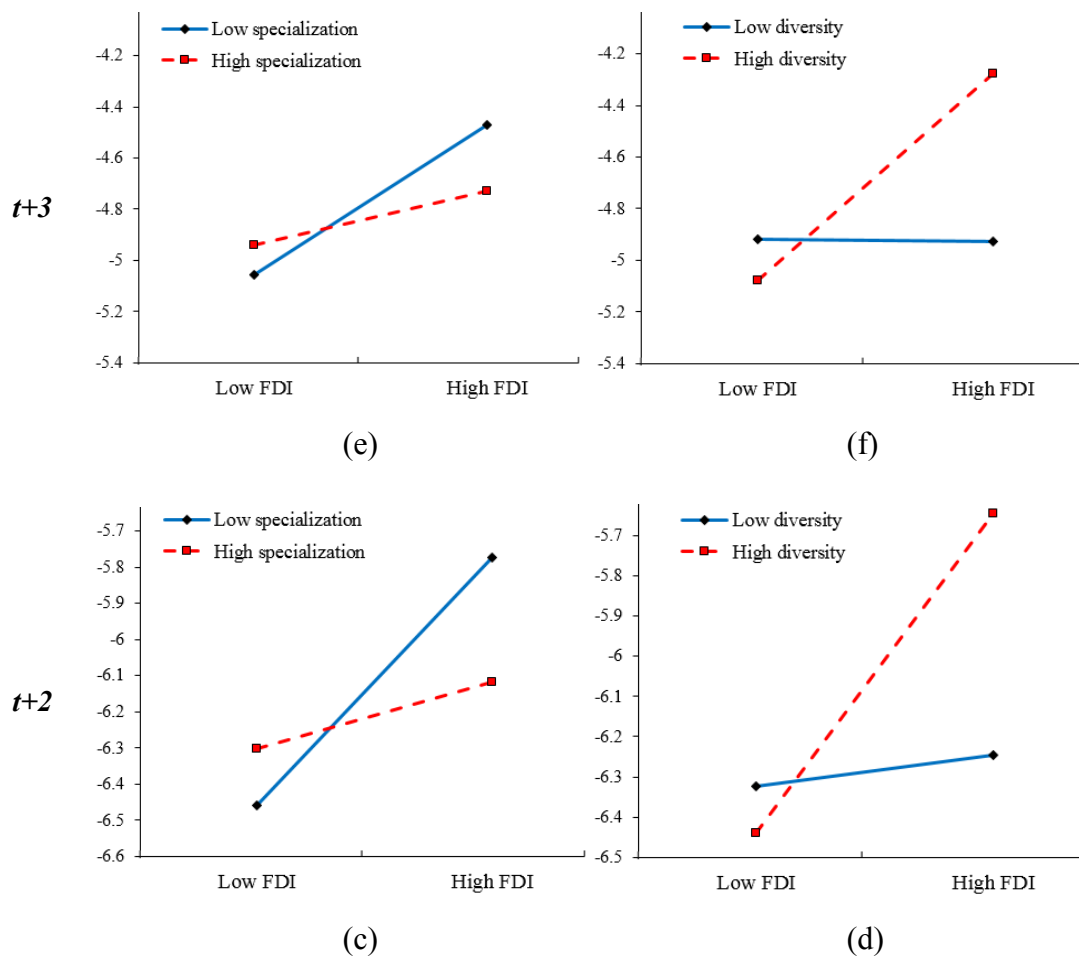 Low specialization
High specialization
-4.2
-4.4
-4.6
-4.8
-5
-5.2
-5.4
Low FDI High FDI
(e)
Low diversity
High diversity
-4.2
-4.4
-4.6
-4.8
-5
-5.2
-5.4
Low FDI High FDI
(f)
t+3
Low specialization
High specialization
-5.7
-5.8
-5.9
-6
-6.1
-6.2
-6.3
-6.4
-6.5
-6.6
Low FDI High FDI
(c)
Low diversity
High diversity
-5.7
-5.8
-5.9
-6
-6.1
-6.2
-6.3
-6.4
-6.5
Low FDI High FDI
(d)
t+2